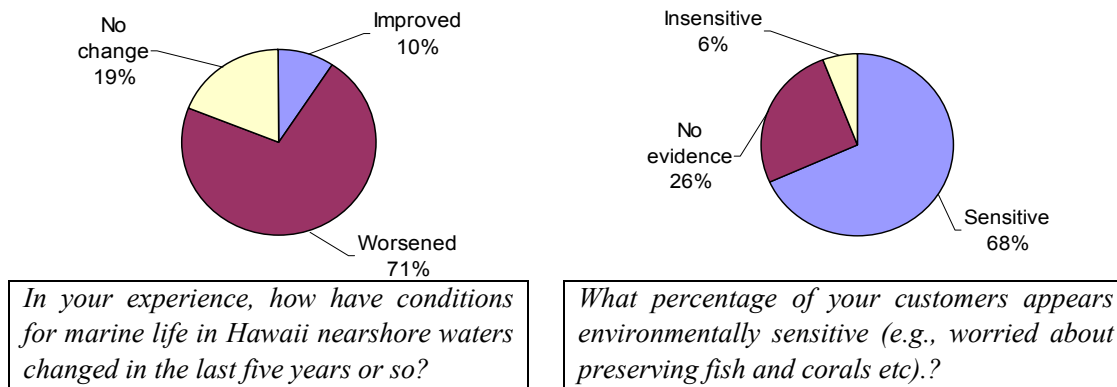 No
change
19%
Improved
10%
Worsened
71%
In your experience, how have conditions
for marine life in Hawaii nearshore waters
changed in the last five years or so?
Insensitive
6%
No
evidence
26%
Sensitive
68%
What percentage of your customers appears
environmentally sensitive (e.g., worried about
preserving fish and corals etc).?